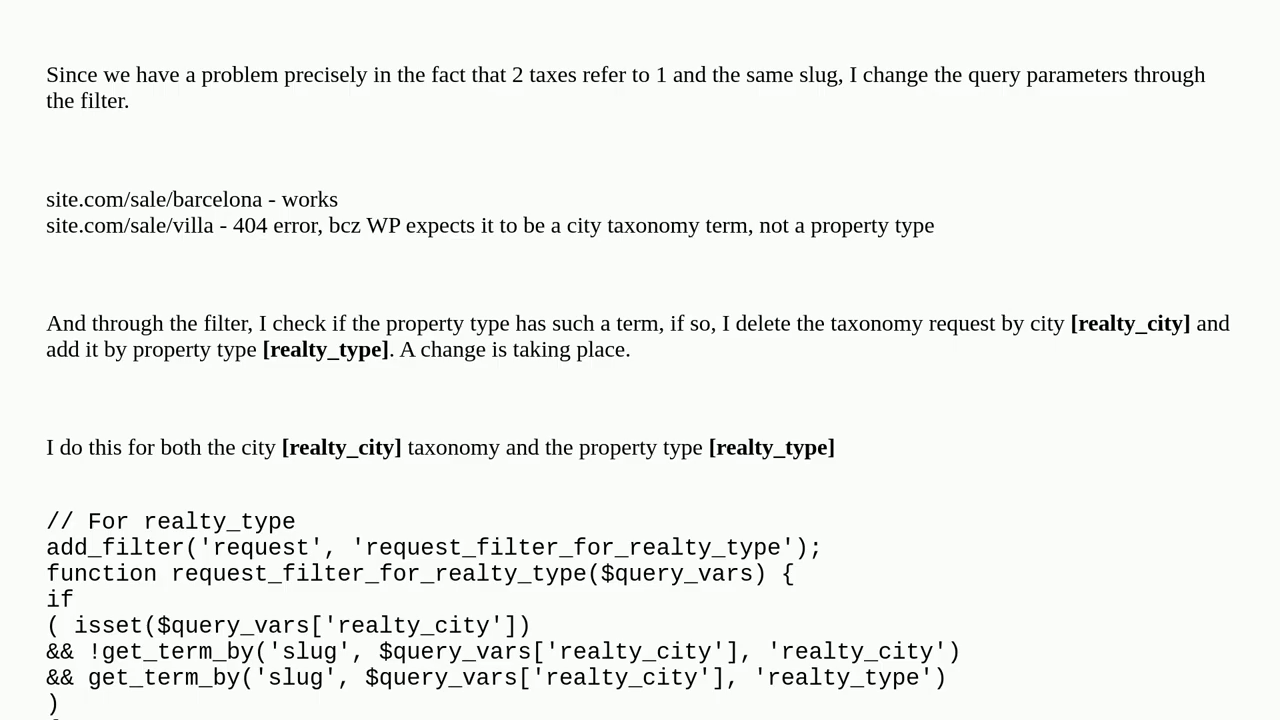 Since we have a problem precisely in the fact that 2 taxes refer to 1 and the same slug, I change the query parameters through
the filter.
site.com/sale/barcelona - works
site.com/sale/villa - 404 error, bcz WP expects it to be a city taxonomy term, not a property type
And through the filter, I check if the property type has such a term, if so, I delete the taxonomy request by city [realty_city] and
add it by property type [realty_type]. A change is taking place.
I do this for both the city [realty_city] taxonomy and the property type [realty_type]
// For realty_type
add_filter('request', 'request_filter_for_realty_type');
function request_filter_for_realty_type($query_vars) {
if
( isset($query_vars['realty_city'])
&& !get_term_by('slug', $query_vars['realty_city'], 'realty_city')
&& get_term_by('slug', $query_vars['realty_city'], 'realty_type')
)